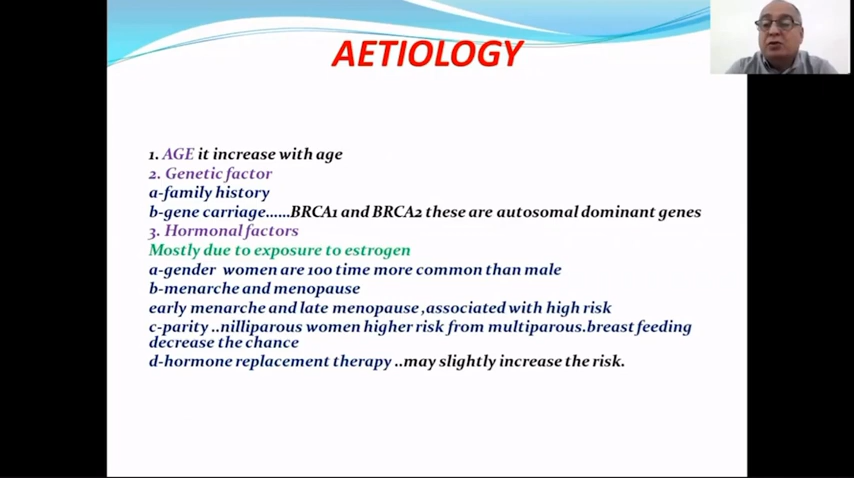 AETIOLOGY
1. AGE it increase with age
2. Genetic factor
a-family history
b-gene carriage......BRCA1 and BRCA2 these are autosomal dominant genes
3. Hormonal factors
Mostly due to exposure to estrogen
a-gender women are 100 time more common than male
b-menarche and menopause
early menarche and late menopause ,associated with high risk
c-parity ..nilliparous women higher risk from multiparous.breast feeding
decrease the chance
d-hormone replacement therapy ..may slightly increase the risk.